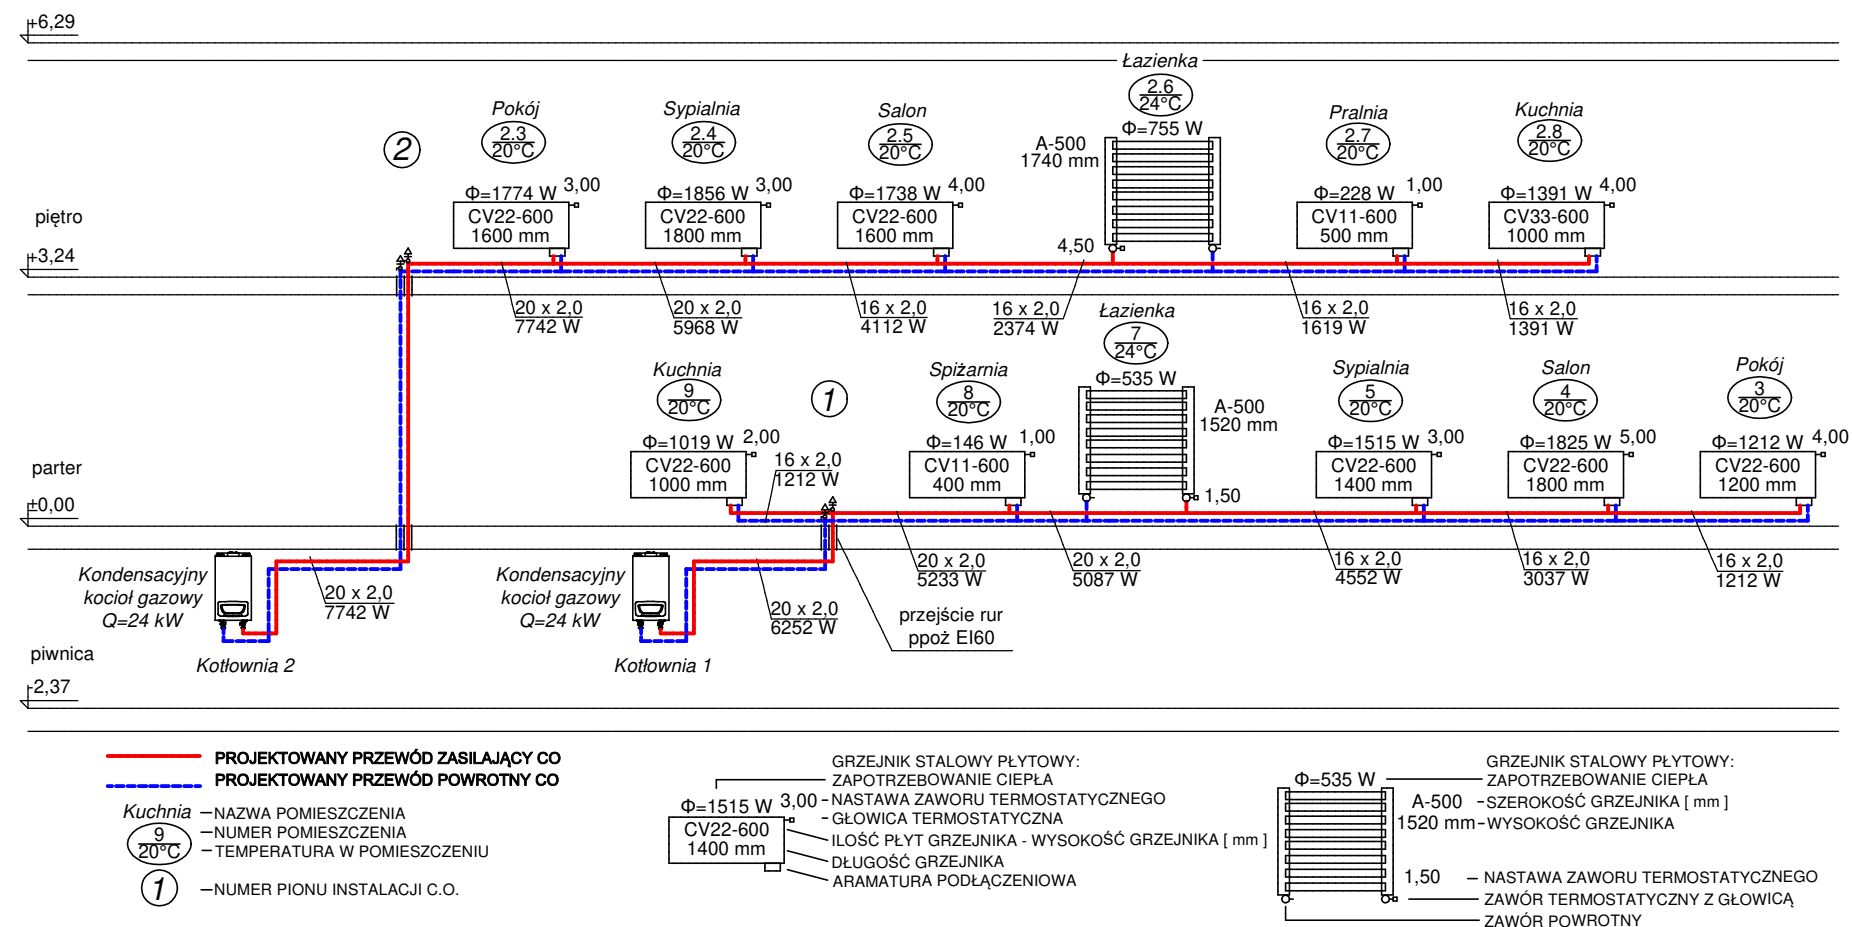 +6,29
Łazienka
2.6
24°C
Φ=755 W
A-500
1740 mm
4,50
2
Pokój
2.3
20°C
Φ=1774 W 3,00
CV22-600
1600 mm
Sypialnia
2.4
20°C
Φ=1856 W 3,00
CV22-600
1800 mm
Salon
2.5
20°C
Φ=1738 W 4,00
CV22-600
1600 mm
Pralnia
2.7
20°C
Φ=228 W 1,00
CV11-600
500 mm
Kuchnia
2.8
20°C
Φ=1391 W 4,00
CV33-600
1000 mm
piętro
+3,24
20 x 2,0
7742 W
20 x 2,0
5968 W
16 x 2,0
4112 W
16 x 2,0
2374 W
16 x 2,0
1619 W
16 x 2,0
1391 W
Kuchnia
9
20°C
Φ=1019 W 2,00
CV22-600
1000 mm
1
16 x 2,0
1212 W
Spiżarnia
8
20°C
Φ=146 W 1,00
CV11-600
400 mm
Łazienka
7
24°C
Φ=535 W
A-500
1520 mm
1,50
Sypialnia
5
20°C
Φ=1515 W 3,00
CV22-600
1400 mm
Salon
4
20°C
Φ=1825 W 5,00
CV22-600
1800 mm
Pokój
3
20°C
Φ=1212 W 4,00
CV22-600
1200 mm
parter
±0,00
20 x 2,0
5233 W
20 x 2,0
5087 W
16 x 2,0
4552 W
16 x 2,0
3037 W
16 x 2,0
1212 W
Kondensacyjny
kocioł gazowy
Q=24 kW
20 x 2,0
7742 W
Kotłownia 2
Kondensacyjny
kocioł gazowy
Q=24 kW
20 x 2,0
6252 W
Kotłownia 1
przejście rur
ppoż EI60
piwnica
-2,37
PROJEKTOWANY PRZEWÓD ZASILAJĄCY CO
PROJEKTOWANY PRZEWÓD POWROTNY CO
Kuchnia
NAZWA POMIESZCZENIA
9
20°C
NUMER POMIESZCZENIA
TEMPERATURA W POMIESZCZENIU
1
NUMER PIONU INSTALACJI C.O.
GRZEJNIK STALOWY PŁYTOWY:
ZAPOTRZEBOWANIE CIEPŁA
Φ=1515 W 3,00
NASTAWA ZAWORU TERMOSTATYCZNEGO
GŁOWICA TERMOSTATYCZNA
CV22-600
1400 mm
ILOŚĆ PŁYT GRZEJNIKA - WYSOKOŚĆ GRZEJNIKA [ mm ]
DŁUGOŚĆ GRZEJNIKA
ARAMATURA PODŁĄCZENIOWA
GRZEJNIK STALOWY PŁYTOWY:
Φ=535 W
ZAPOTRZEBOWANIE CIEPŁA
A-500
SZEROKOŚĆ GRZEJNIKA [ mm ]
1520 mm
WYSOKOŚĆ GRZEJNIKA
1,50
NASTAWA ZAWORU TERMOSTATYCZNEGO
ZAWÓR TERMOSTATYCZNY Z GŁOWICĄ
ZAWÓR POWROTNY